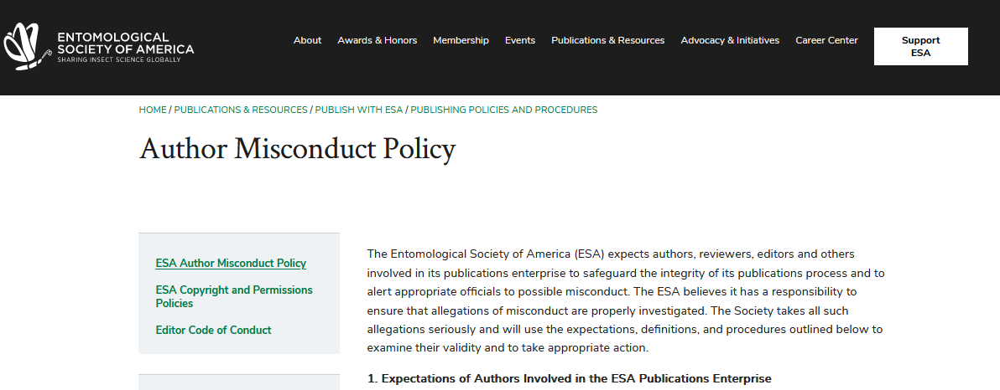 ENTOMOLOGICAL
SOCIETY OF AMERICA
SHARING INSECT SCIENCE GLOBALLY
About Awards & Honors Membership Events Publications & Resources Advocacy & Initiatives Career Center
Support
ESA
HOME / PUBLICATIONS & RESOURCES / PUBLISH WITH ESA / PUBLISHING POLICIES AND PROCEDURES
Author Misconduct Policy
ESA Author Misconduct Policy
ESA Copyright and Permissions
Policies
Editor Code of Conduct
The Entomological Society of America (ESA) expects authors, reviewers, editors and others
involved in its publications enterprise to safeguard the integrity of its publications process and to
alert appropriate officials to possible misconduct. The ESA believes it has a responsibility to
ensure that allegations of misconduct are properly investigated. The Society takes all such
allegations seriously and will use the expectations, definitions, and procedures outlined below to
examine their validity and to take appropriate action.
1. Expectations of Authors Involved in the ESA Publications Enterprise